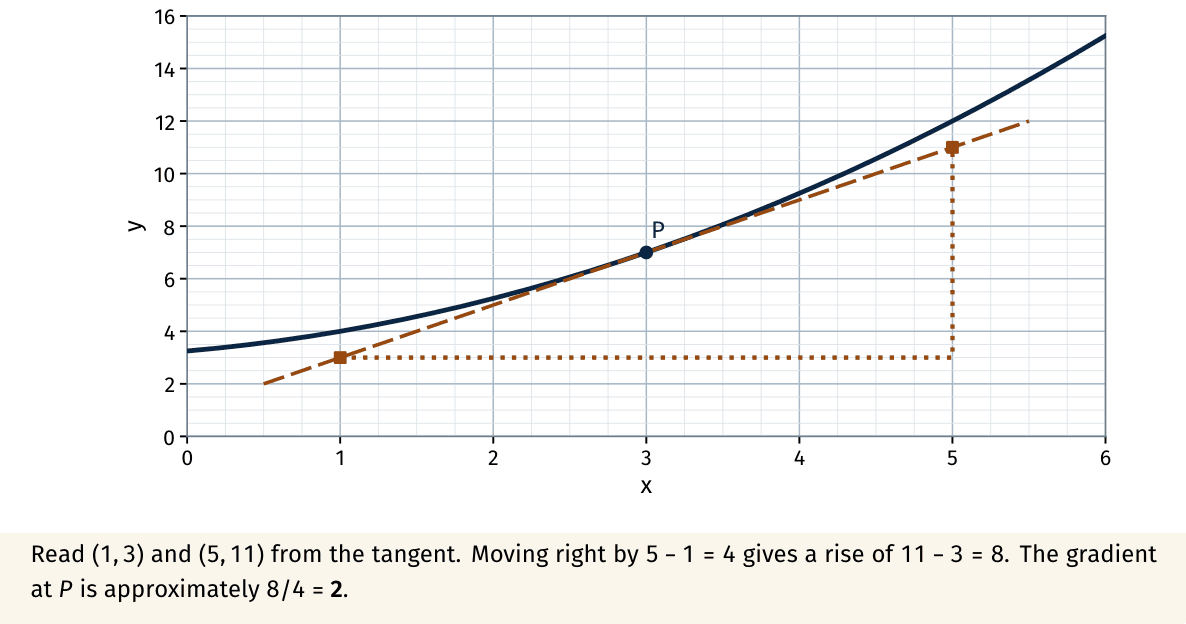 16
14
12
10
8
6
4
2
0
y
P
0 1 2 3 4 5 6
x
Read (1, 3) and (5, 11) from the tangent. Moving right by 5 − 1 = 4 gives a rise of 11 − 3 = 8. The gradient
at P is approximately 8/4 = 2.